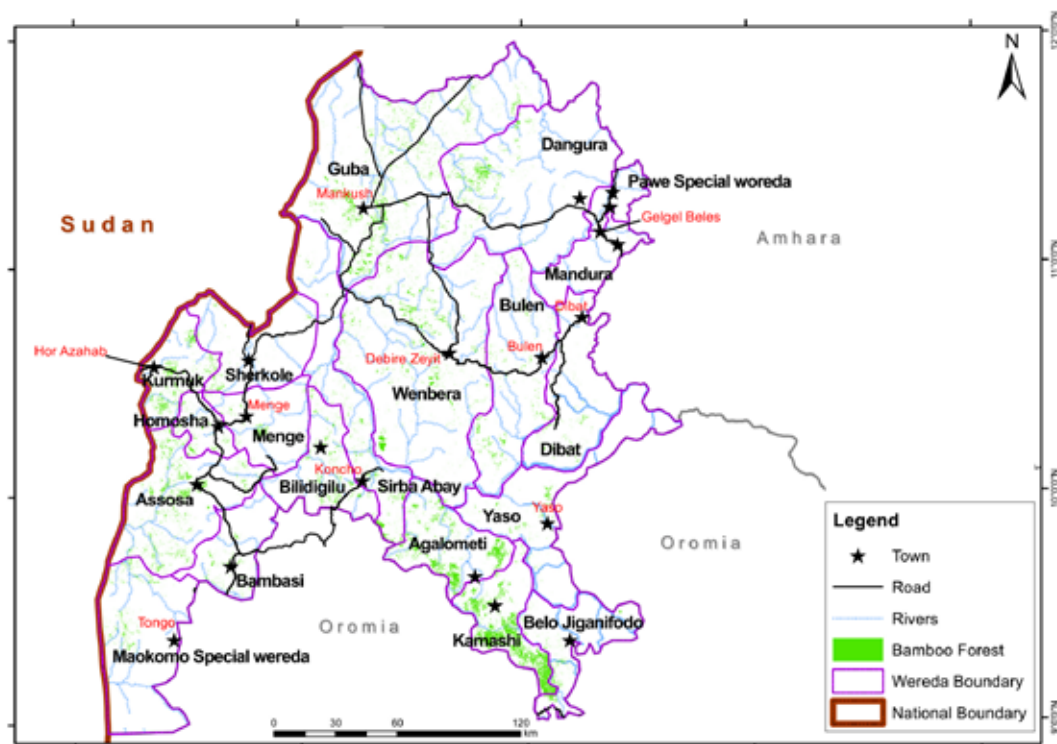 N
Dangura
Guba
Mankush
Pawe Special woreda
Sudan
Gelgel Beles
Amhara
Mandura
Bulen
Dibat
Hor Azahab
Debire Zeyit
Bulen
Kurmuk
Sherkole
Wenbera
Menge
Homosha
Menge
Dibat
Koncho
Assosa
Bilidigilu
Sirba Abay
Yaso
Yaso
Agalometi
Oromia
Bambasi
Tongo
Oromia
Belo Jiganifodo
Kamashi
Maokomo Special wereda
Legend
Town
Road
Rivers
Bamboo Forest
Wereda Boundary
National Boundary
0 15 30 60 120
km